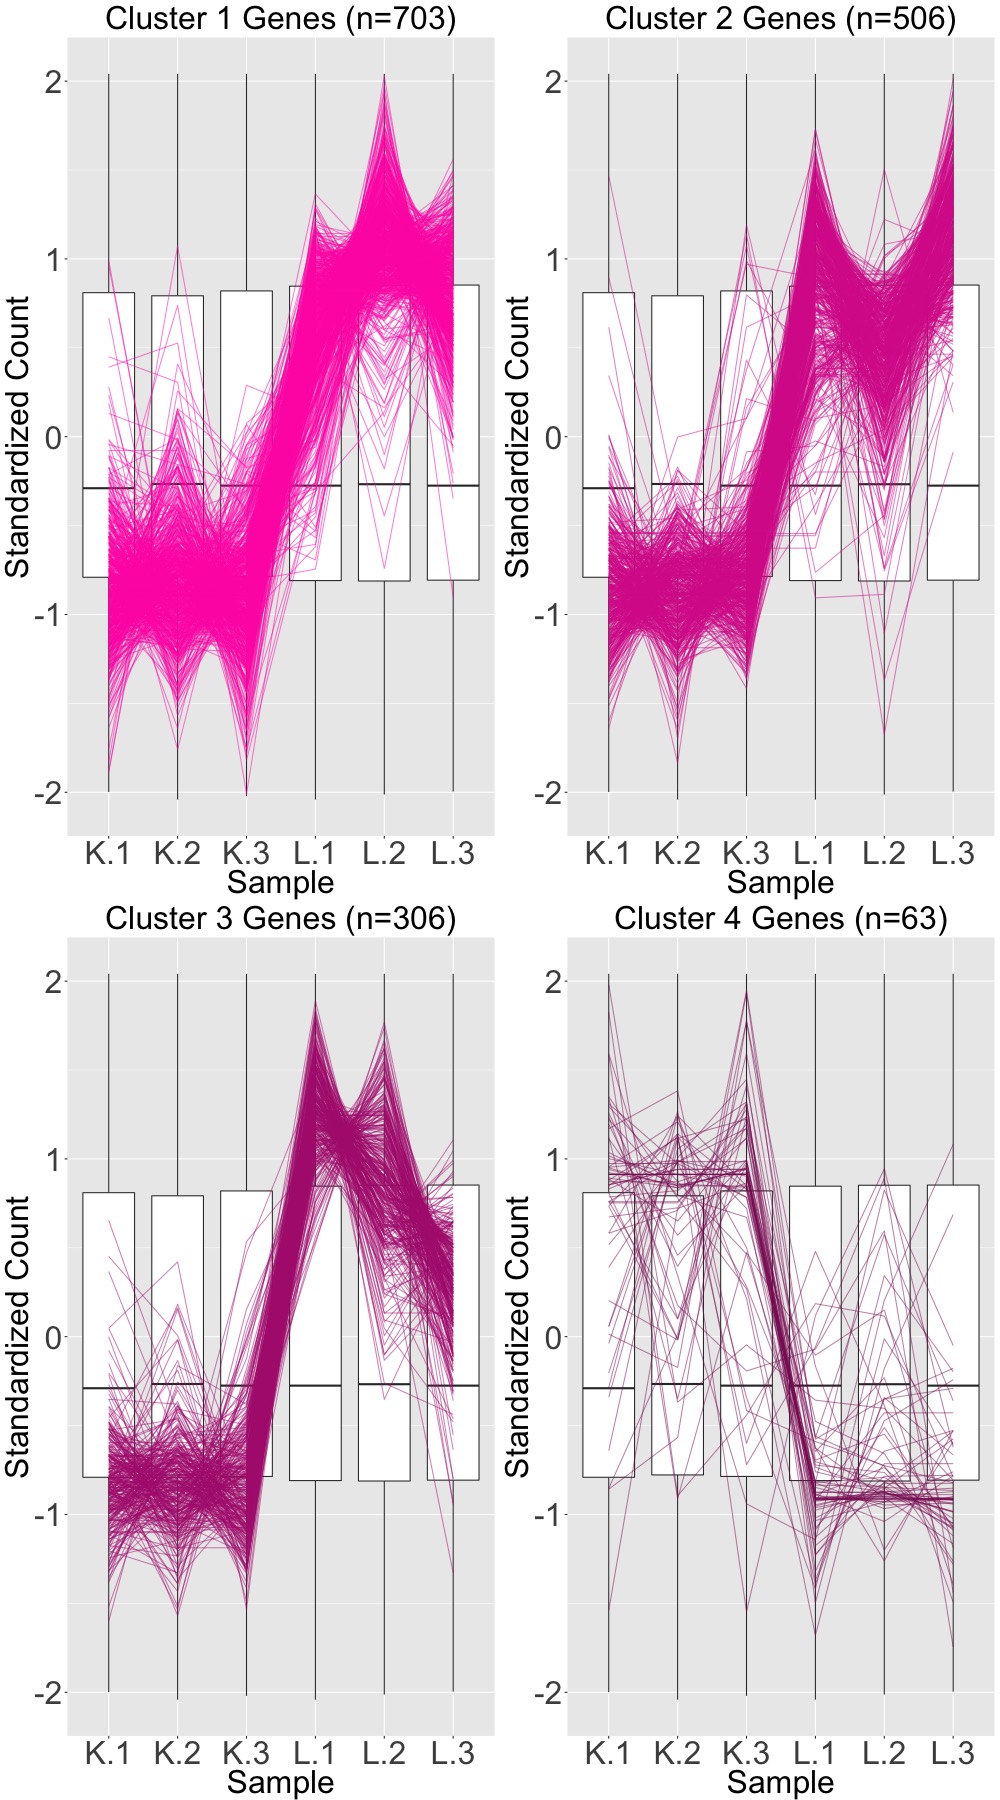 Cluster 1 Genes (n=703)
Standardized Count
2
1
0
-1
-2
K.1 K.2 K.3 L.1 L.2 L.3
Sample
Cluster 2 Genes (n=506)
Standardized Count
2
1
0
-1
-2
K.1 K.2 K.3 L.1 L.2 L.3
Sample
Cluster 3 Genes (n=306)
Standardized Count
2
1
0
-1
-2
K.1 K.2 K.3 L.1 L.2 L.3
Sample
Cluster 4 Genes (n=63)
Standardized Count
2
1
0
-1
-2
K.1 K.2 K.3 L.1 L.2 L.3
Sample